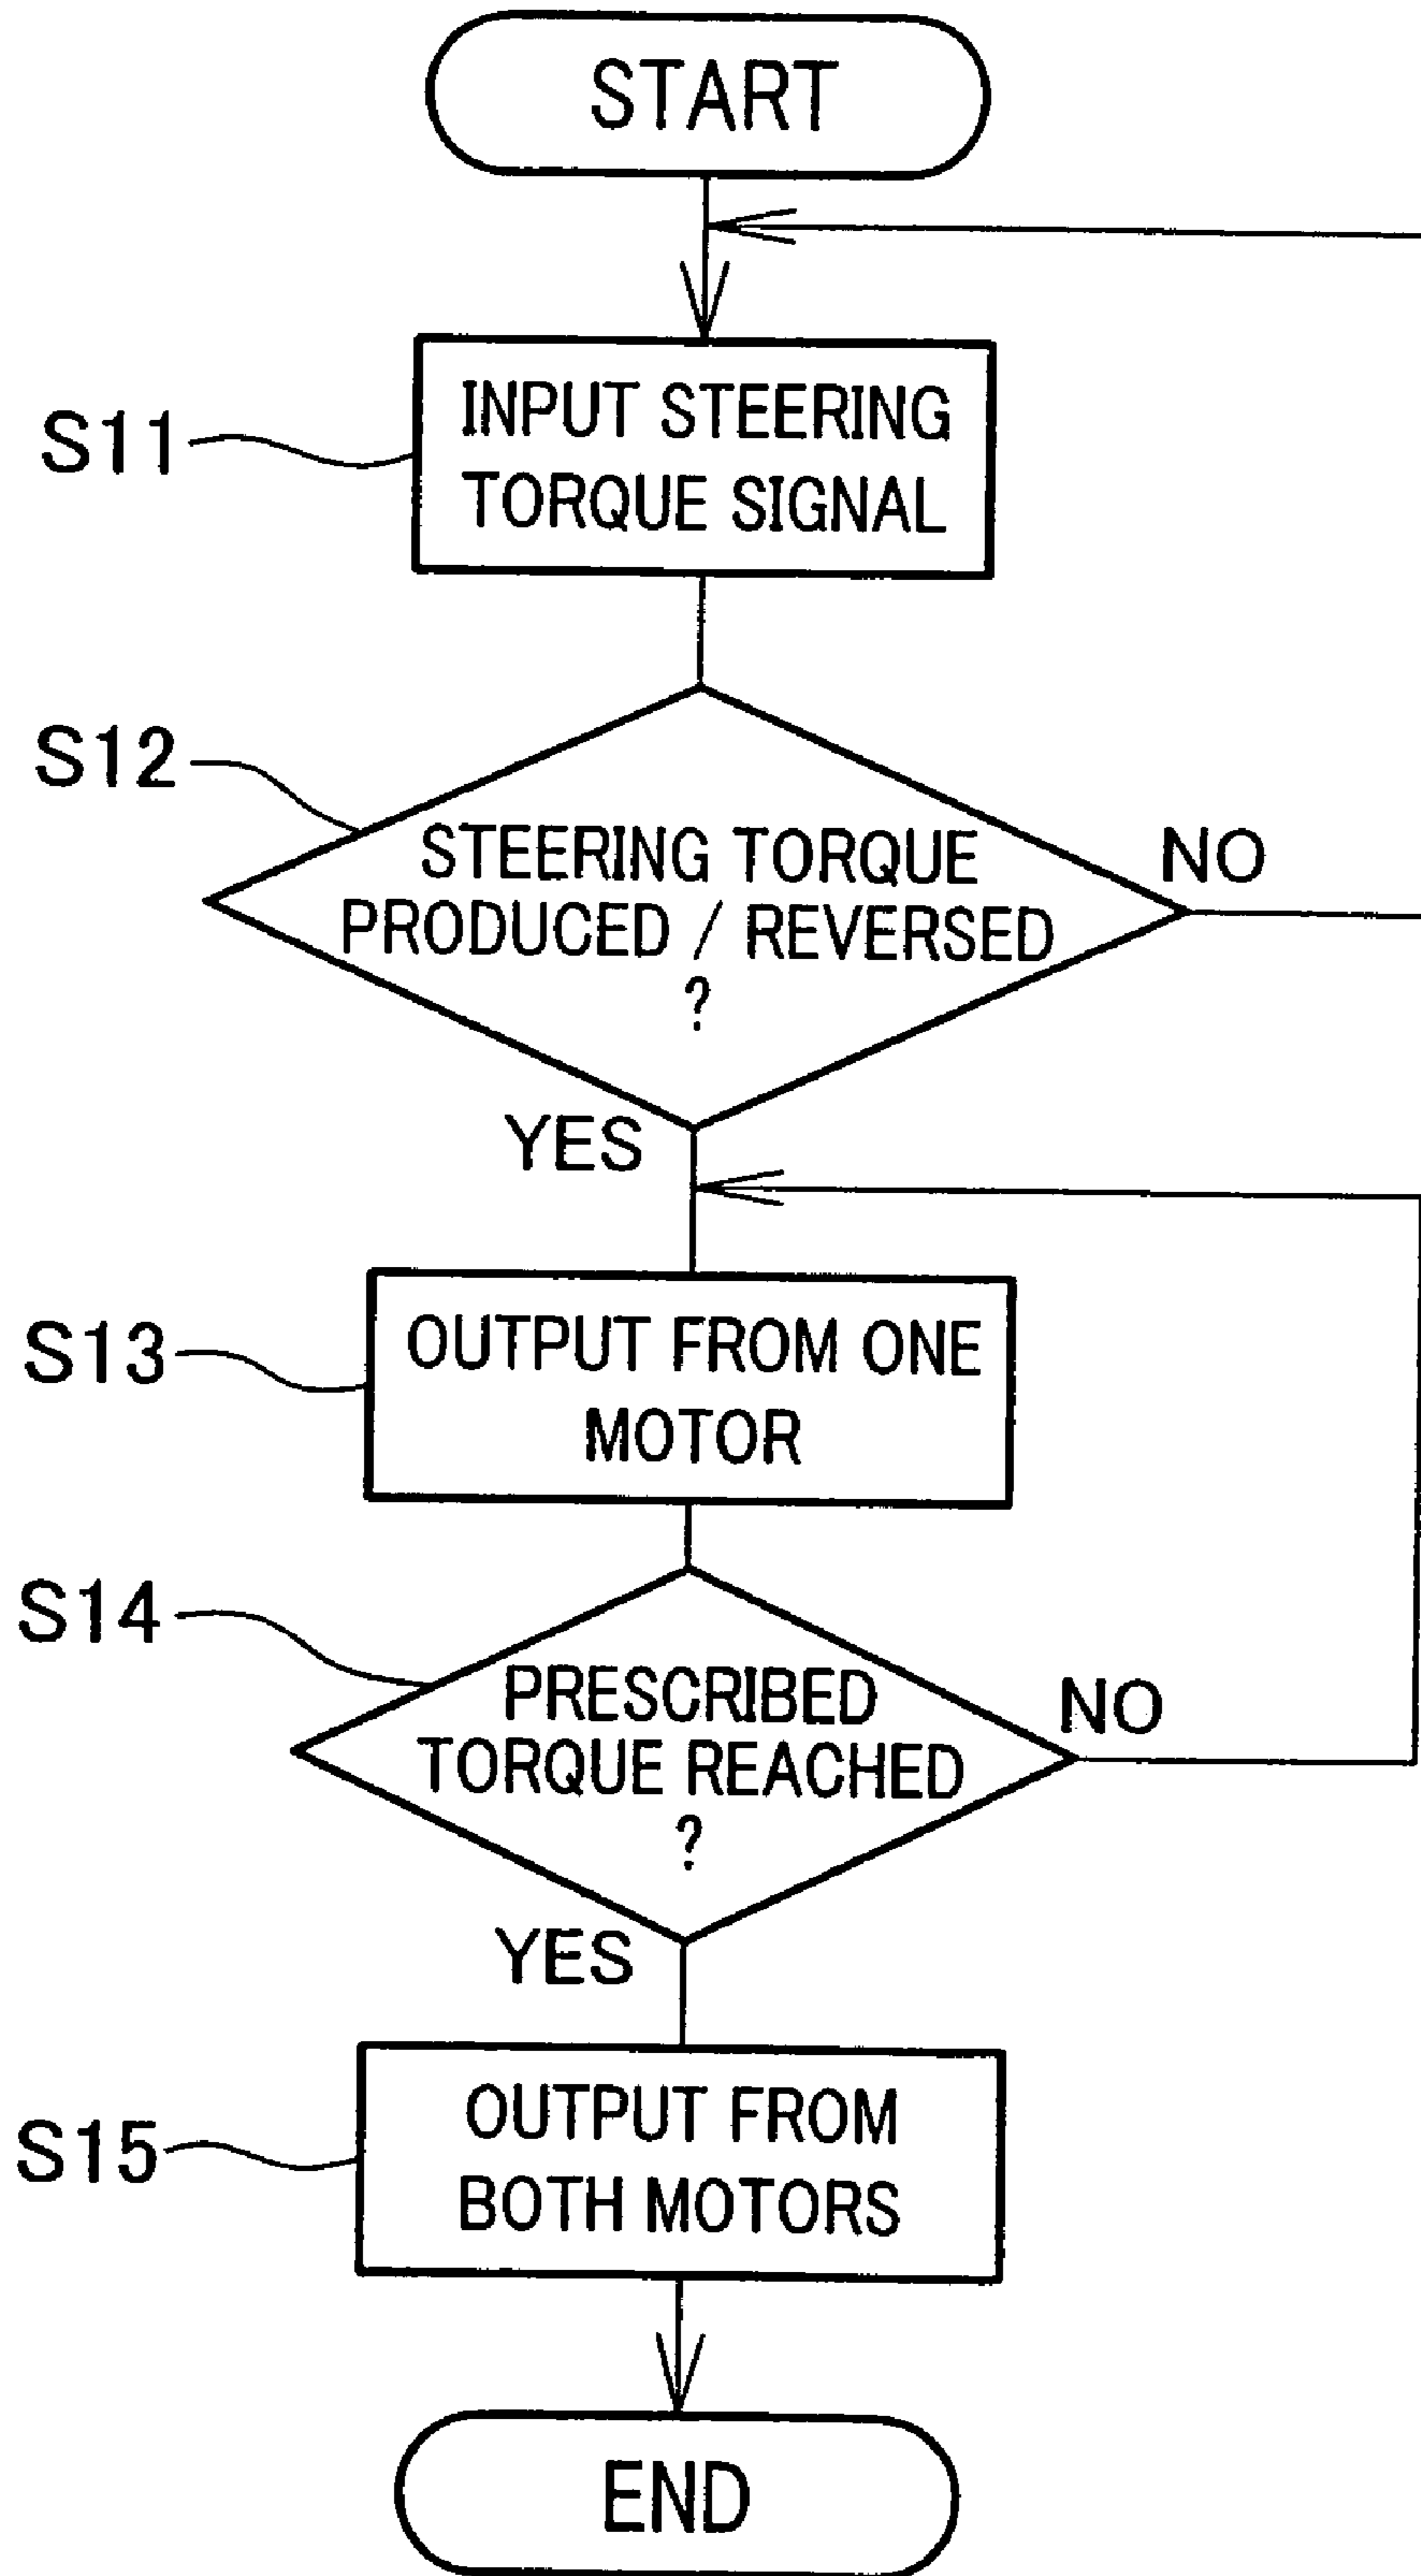 START
S11
INPUT STEERING
TORQUE SIGNAL
S12
STEERING TORQUE
PRODUCED / REVERSED
?
NO
YES
S13
OUTPUT FROM ONE
MOTOR
S14
PRESCRIBED
TORQUE REACHED
?
NO
YES
S15
OUTPUT FROM
BOTH MOTORS
END